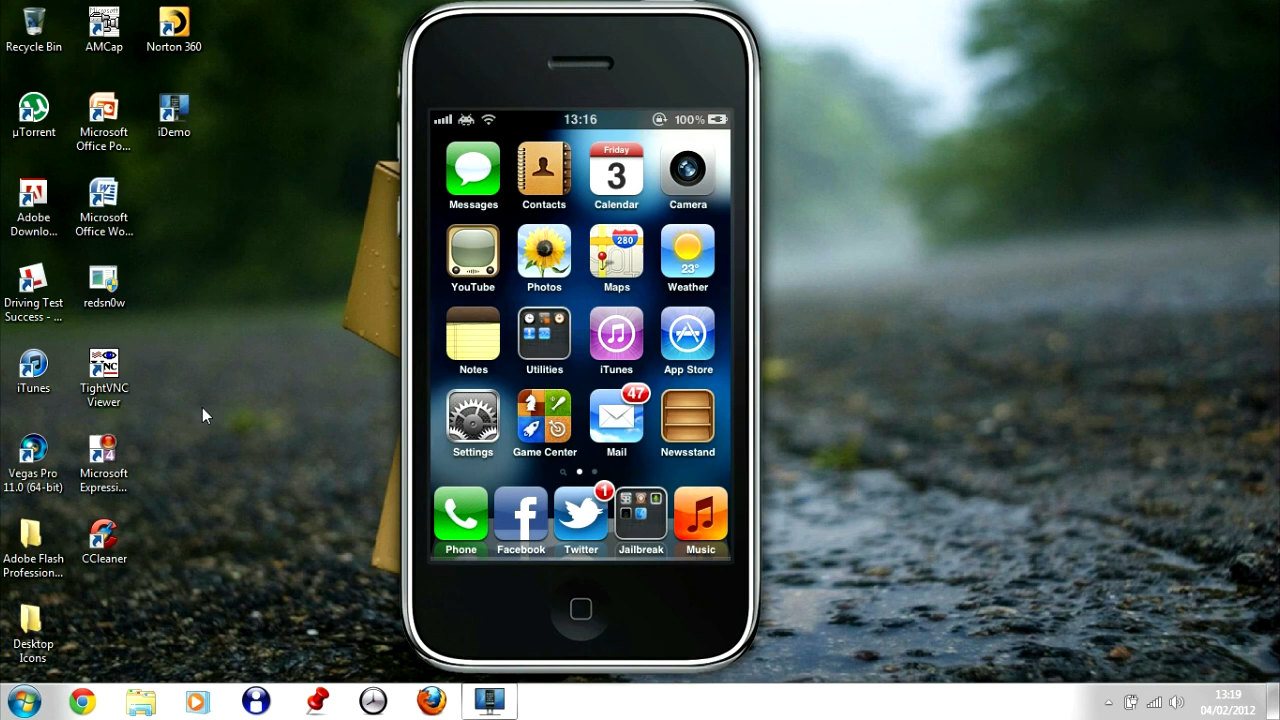 Recycle Bin
AMCap
Norton 360
µTorrent
Microsoft
Office Po...
iDemo
Adobe
Downlo...
Microsoft
Office Wo...
Driving Test
Success - ...
redsn0w
iTunes
TightVNC
Viewer
Vegas Pro
11.0 (64-bit)
Microsoft
Expressi...
Adobe Flash
Profession...
CCleaner
Desktop
Icons
13:16
100%
Friday
3
Messages
Contacts
Calendar
Camera
280
23°
YouTube
Photos
Maps
Weather
Notes
Utilities
iTunes
App Store
47
Settings
Game Center
Mail
Newsstand
1
Phone
Facebook
Twitter
Jailbreak
Music
13:19
04/02/2012